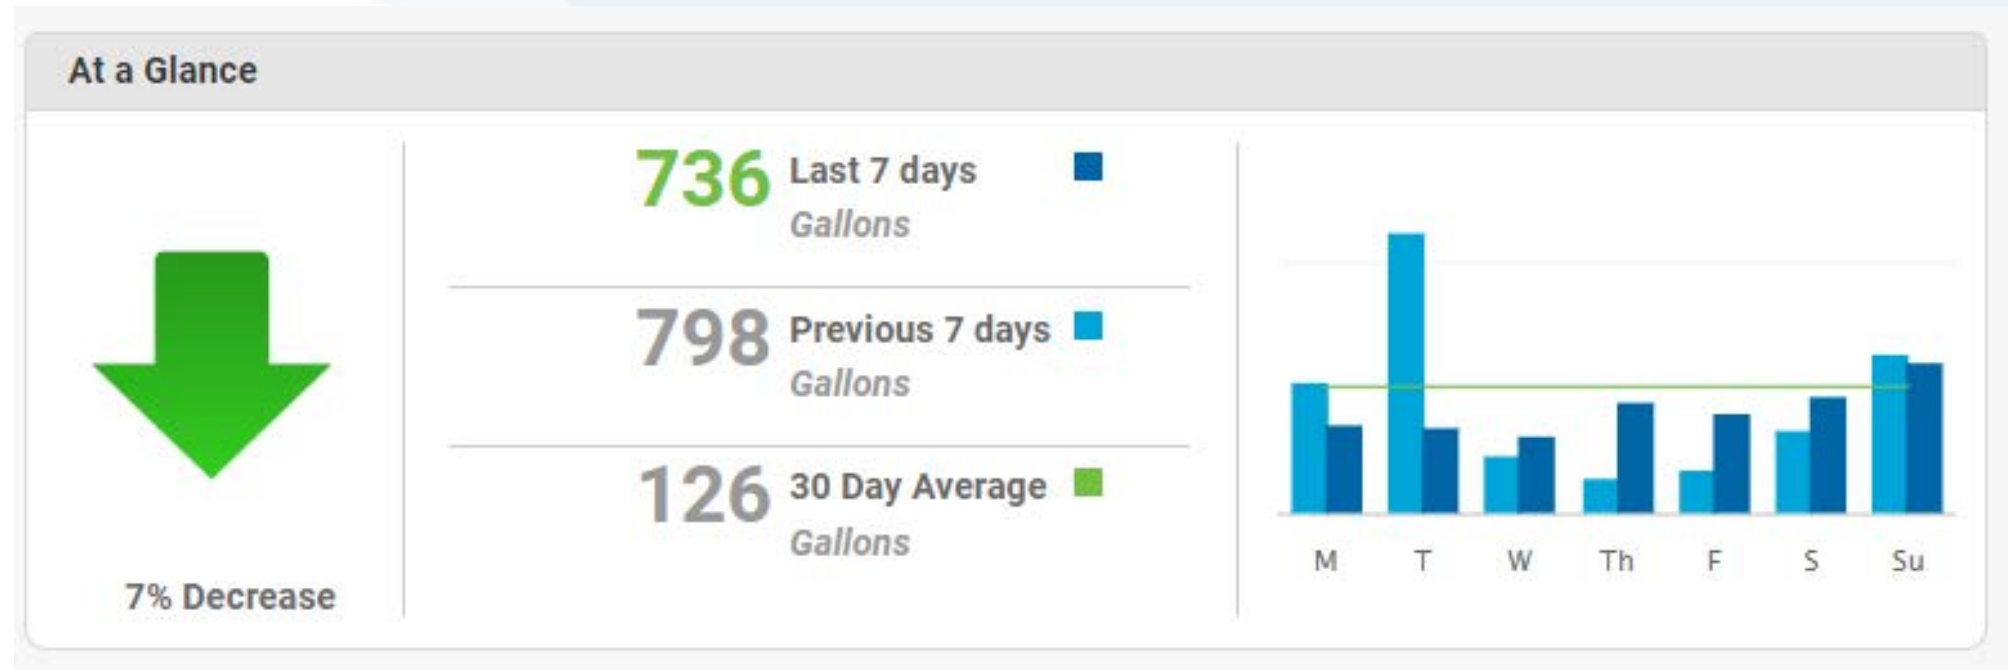 At a Glance
736 Last 7 days
Gallons
798 Previous 7 days
Gallons
126 30 Day Average
Gallons
7% Decrease
M T W Th F S Su